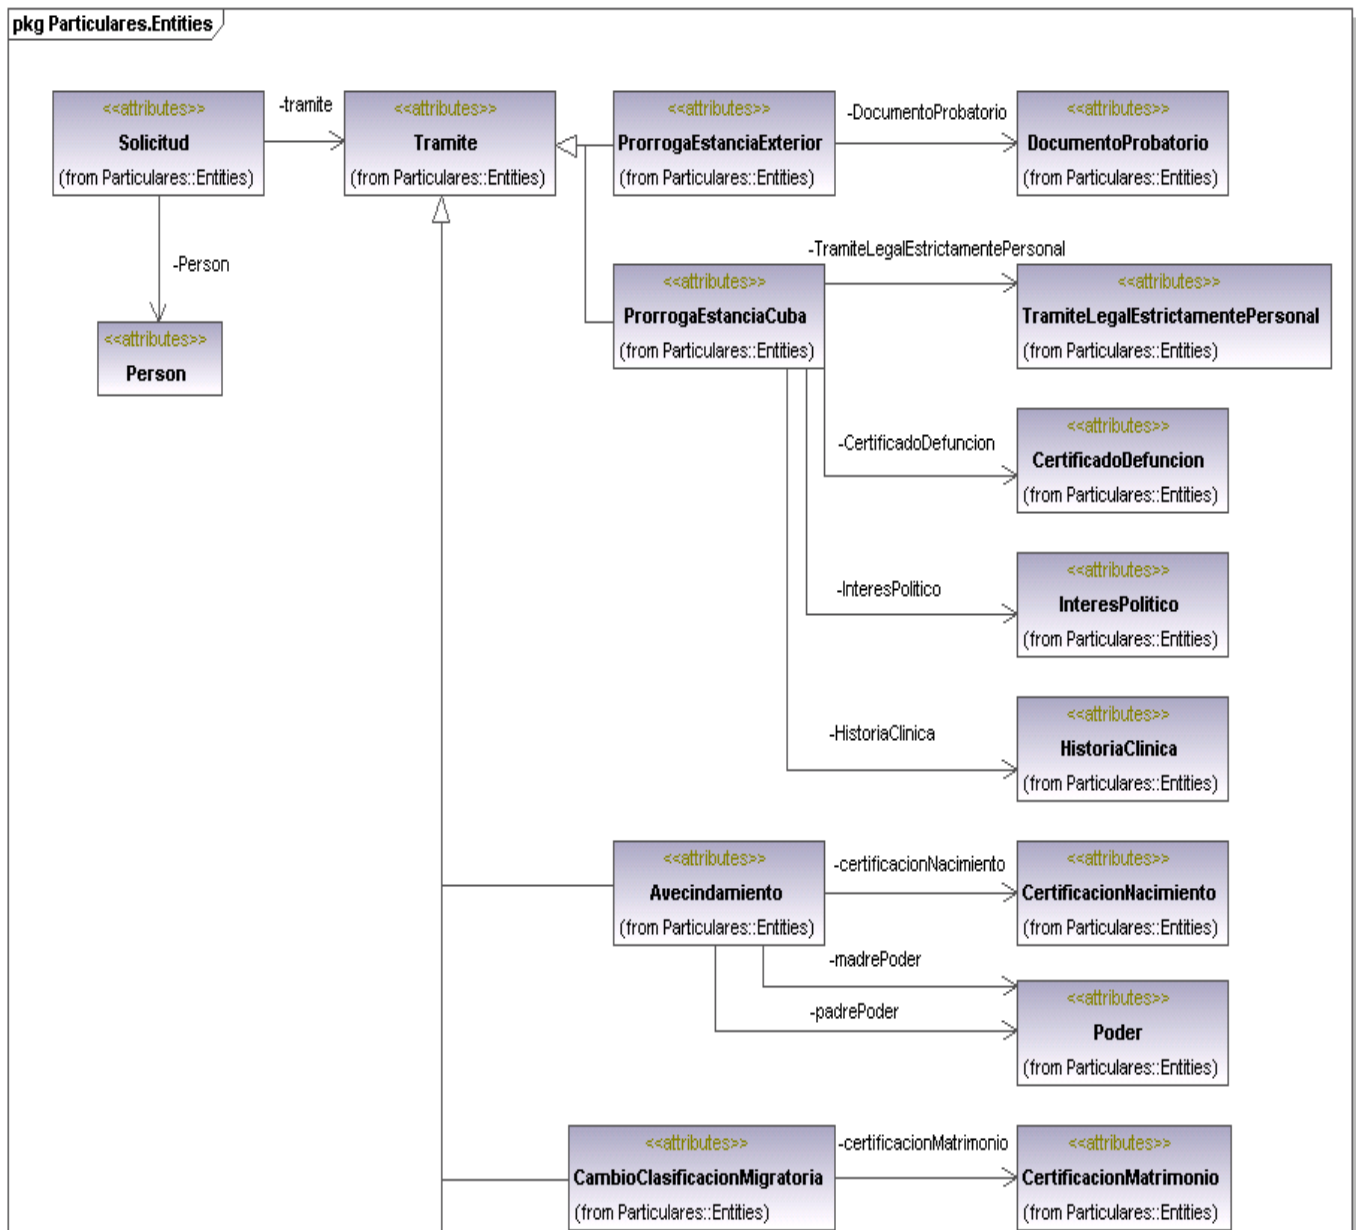 pkg Particulares.Entities
<<attributes>>
Solicitud
(from Particulares::Entities)
-tramite
<<attributes>>
Tramite
(from Particulares::Entities)
<<attributes>>
ProrrogaEstanciaExterior
(from Particulares::Entities)
-DocumentoProbatorio
<<attributes>>
DocumentoProbatorio
(from Particulares::Entities)
-Person
<<attributes>>
Person
<<attributes>>
ProrrogaEstanciaCuba
(from Particulares::Entities)
-TramiteLegalEstrictamentePersonal
<<attributes>>
TramiteLegalEstrictamentePersonal
(from Particulares::Entities)
-CertificadoDefuncion
<<attributes>>
CertificadoDefuncion
(from Particulares::Entities)
-InteresPolitico
<<attributes>>
InteresPolitico
(from Particulares::Entities)
-HistoriaClinica
<<attributes>>
HistoriaClinica
(from Particulares::Entities)
<<attributes>>
Avecindamiento
(from Particulares::Entities)
-certificacionNacimiento
<<attributes>>
CertificacionNacimiento
(from Particulares::Entities)
-madrePoder
-padrePoder
<<attributes>>
Poder
(from Particulares::Entities)
<<attributes>>
CambioClasificacionMigratoria
(from Particulares::Entities)
-certificacionMatrimonio
<<attributes>>
CertificacionMatrimonio
(from Particulares::Entities)